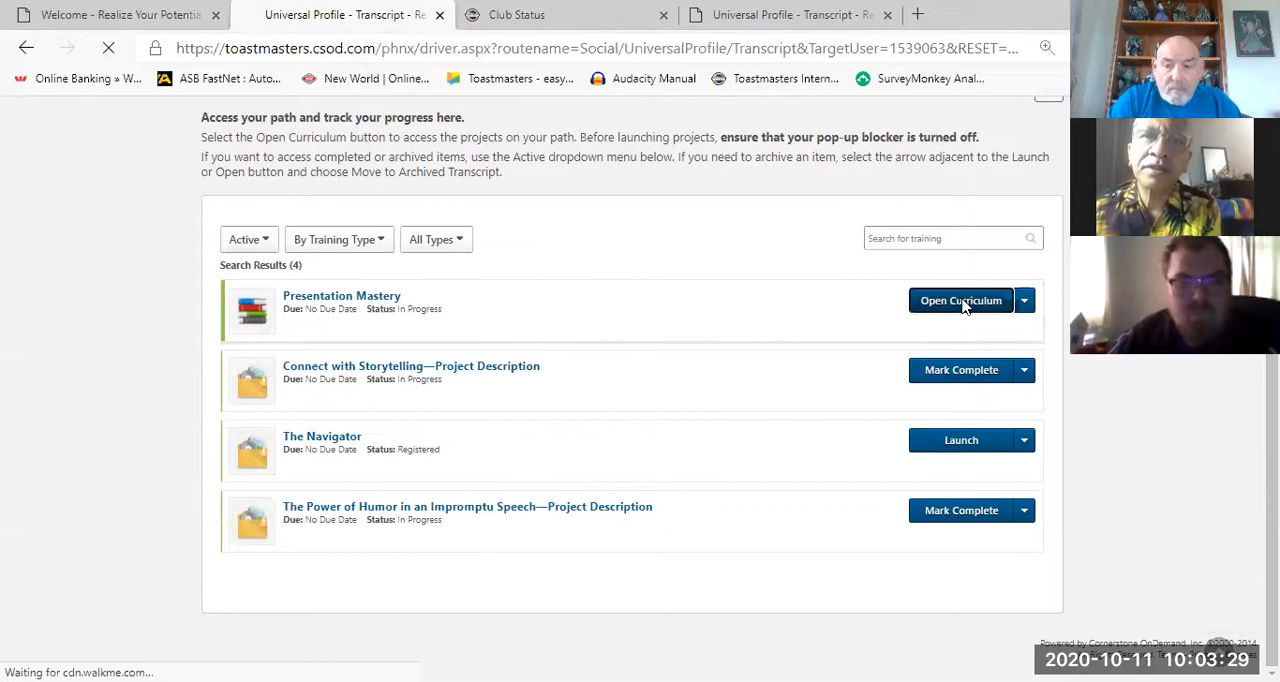 Welcome - Realize Your Potentia
Universal Profile - Transcript - Re
Club Status
Universal Profile - Transcript - Re
https://toastmasters.csod.com/phnx/driver.aspx?routename=Social/UniversalProfile/Transcript&TargetUser=1539063&RESET=...
Online Banking » W...
ASB FastNet : Auto...
New World | Online...
Toastmasters - easy...
Audacity Manual
Toastmasters Intern...
SurveyMonkey Anal...
Access your path and track your progress here.
Select the Open Curriculum button to access the projects on your path. Before launching projects, ensure that your pop-up blocker is turned off.
If you want to access completed or archived items, use the Active dropdown menu below. If you need to archive an item, select the arrow adjacent to the Launch
or Open button and choose Move to Archived Transcript.
Active
By Training Type
All Types
Search for training
Search Results (4)
Presentation Mastery
Due: No Due Date Status: In Progress
Open Curriculum
Connect with Storytelling—Project Description
Due: No Due Date Status: In Progress
Mark Complete
The Navigator
Due: No Due Date Status: Registered
Launch
The Power of Humor in an Impromptu Speech—Project Description
Due: No Due Date Status: In Progress
Mark Complete
Powered by Cornerstone OnDemand, Inc. ©2000-2014.
Waiting for cdn.walkme.com...
2020-10-11 10:03:29